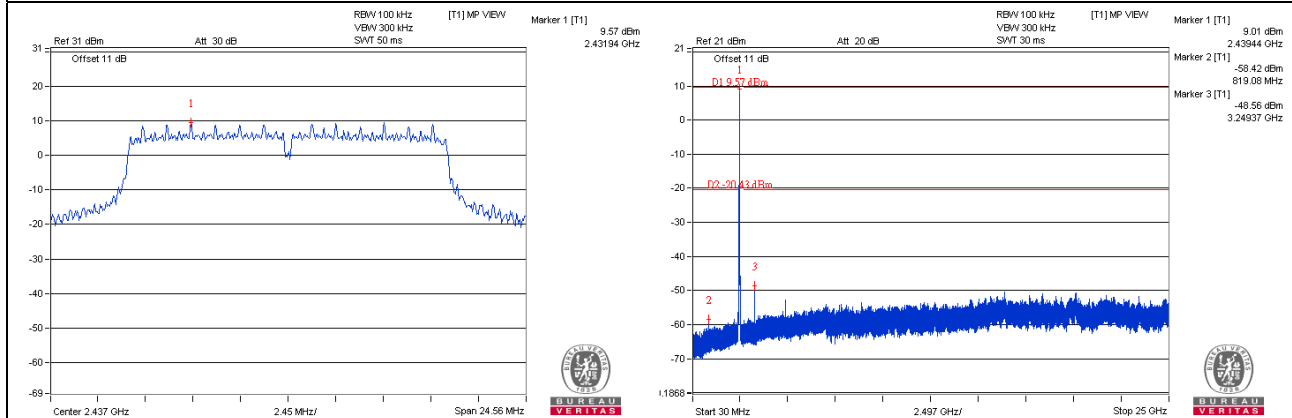 RBW 100 kHz [T1] MP VIEW
VBW 300 kHz
Ref 31 dBm Att 30 dB SWT 50 ms
Marker 1 [T1]
9.57 dBm
2.43194 GHz
31
Offset 11 dB
20
1
10
0
-10
-20
-30
-40
-50
-60
-69
Center 2.437 GHz 2.45 MHz/ Span 24.56 MHz
BUREAU VERITAS
1828
BUREAU
VERITAS
RBW 100 kHz [T1] MP VIEW
VBW 300 kHz
Ref 21 dBm Att 20 dB SWT 30 ms
Marker 1 [T1]
9.01 dBm
2.43944 GHz
Marker 2 [T1]
-58.42 dBm
819.08 MHz
Marker 3 [T1]
-48.56 dBm
3.24937 GHz
21
Offset 11 dB
1
D1 9.57 dBm
10
0
-10
D2 -20.43 dBm
-20
-30
-40
3
-50
2
-60
-70
.1868
Start 30 MHz 2.497 GHz/ Stop 25 GHz
BUREAU VERITAS
1828
BUREAU
VERITAS